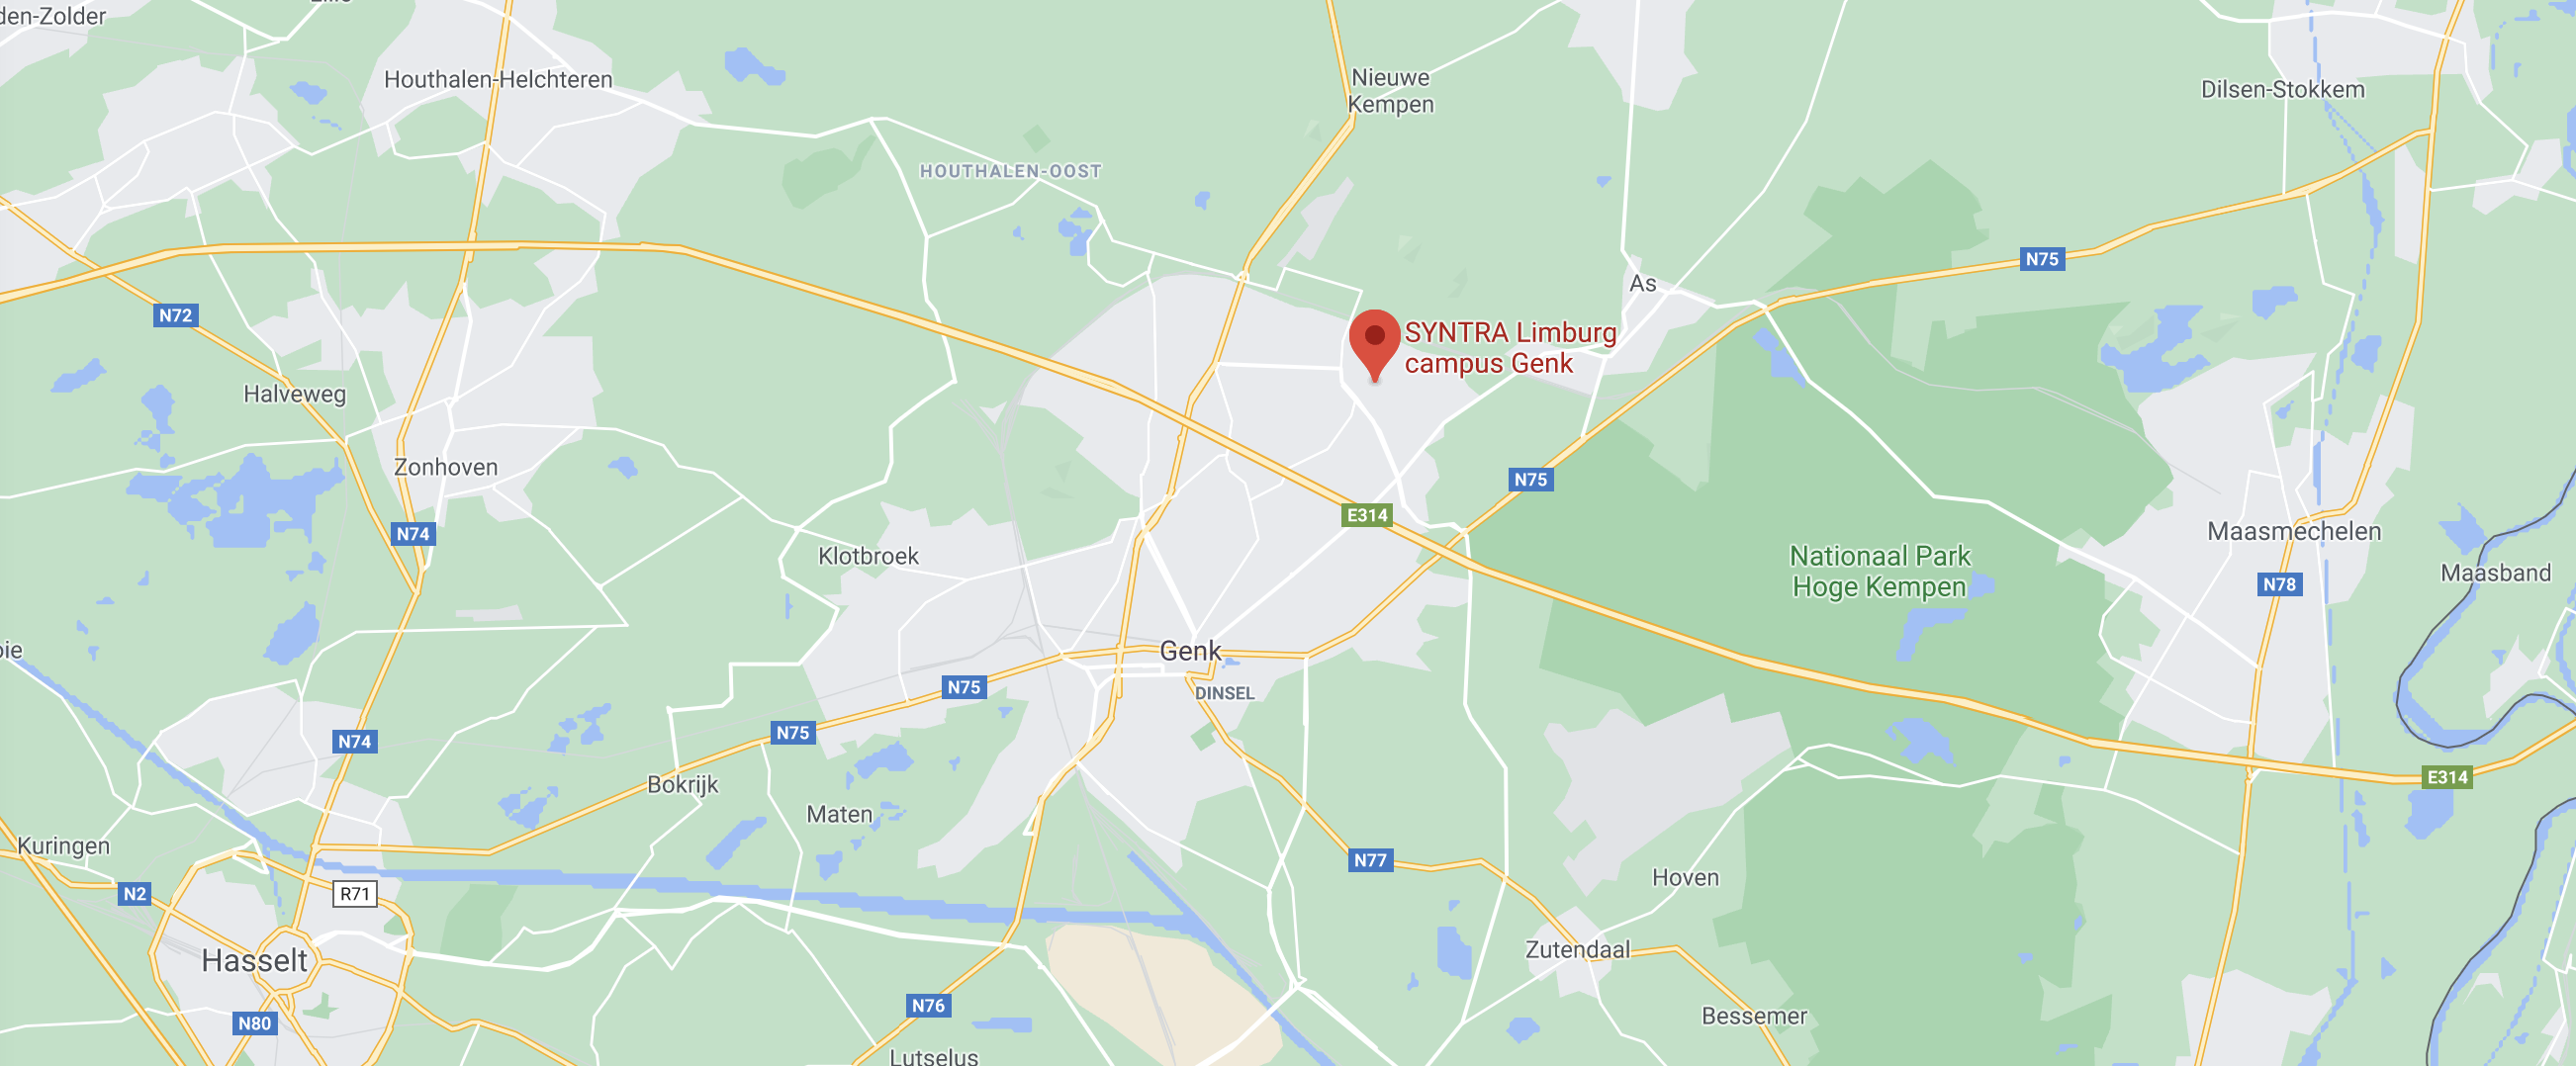 Houthalen-Helchteren
Nieuwe
Kempen
Dilsen-Stokkem
HOUTHALEN-OOST
N75
As
N72
SYNTRA Limburg
campus Genk
Halveweg
Zonhoven
N75
E314
N74
Maasmechelen
Klotbroek
Nationaal Park
Hoge Kempen
Maasband
N78
Genk
N75
DINSEL
N75
N74
E314
Bokrijk
Maten
Kuringen
N77
Hoven
N2
R71
Zutendaal
Hasselt
N76
Bessemer
N80
Lutselus